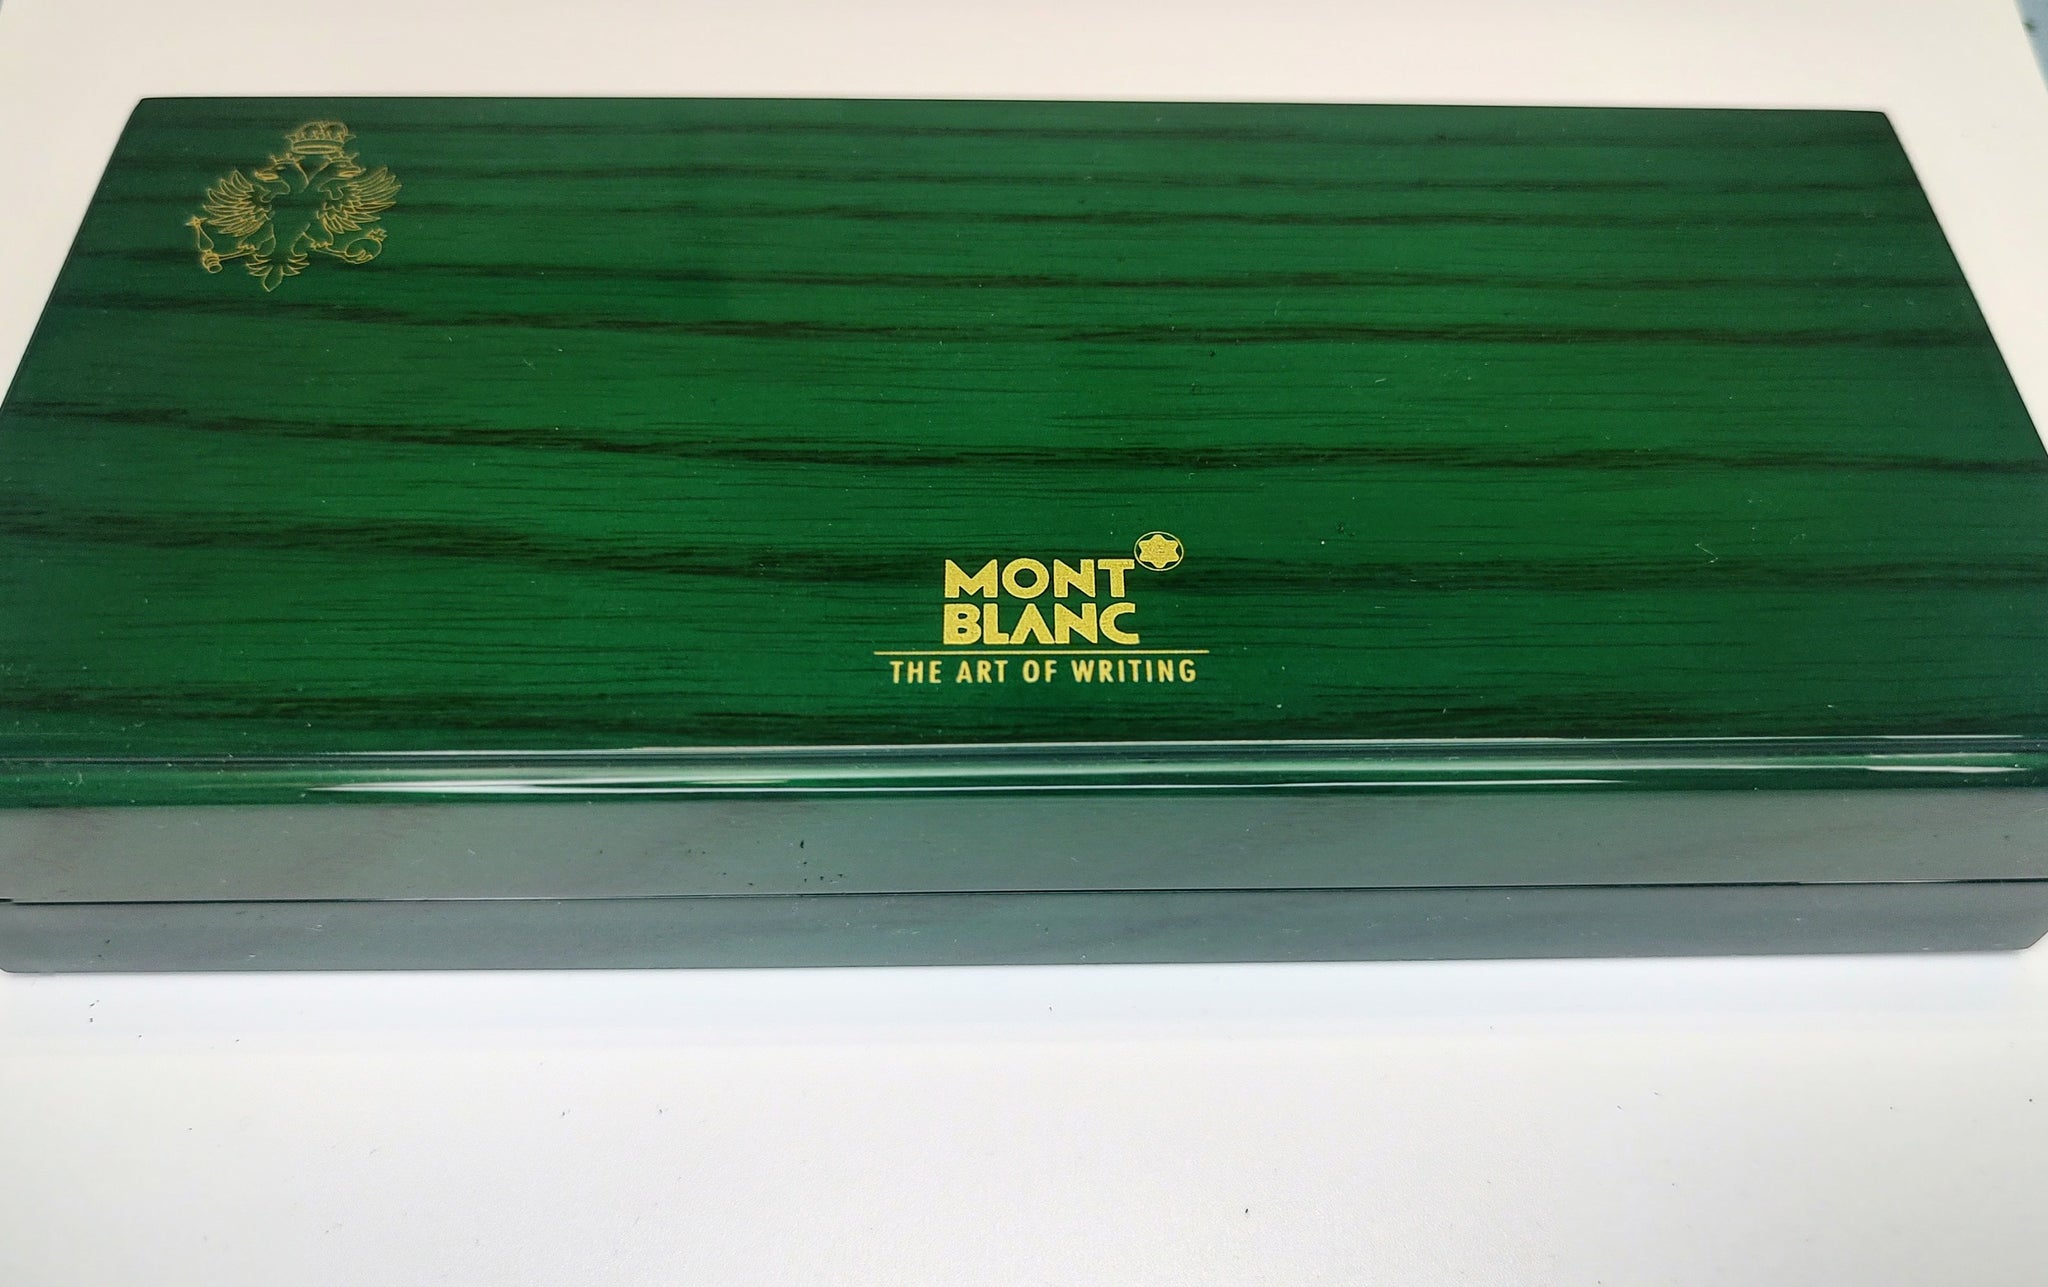 MONT
BLANC
THE ART OF WRITING